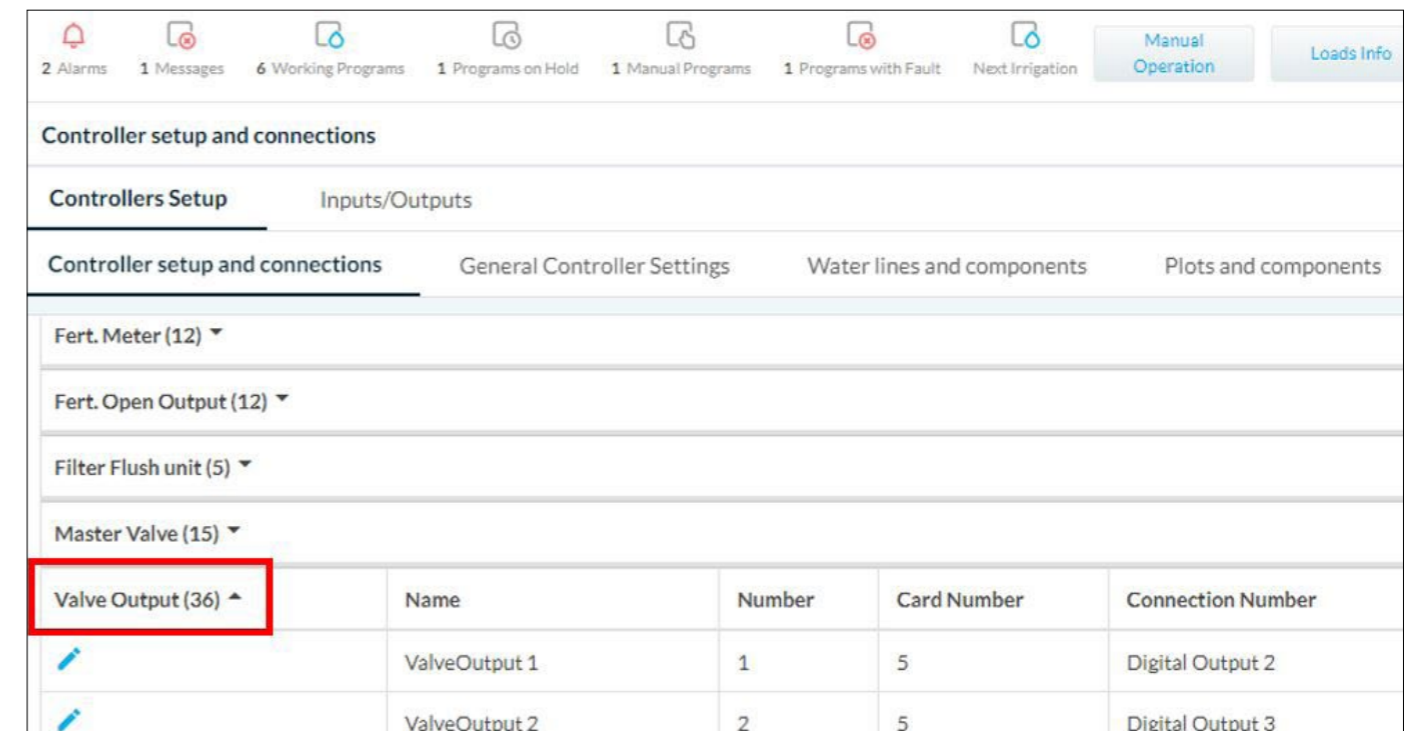 2 Alarms 1 Messages 6 Working Programs 1 Programs on Hold 1 Manual Programs 1 Programs with Fault Next Irrigation Manual Operation Loads Info
Controller setup and connections
Controllers Setup Inputs/Outputs
Controller setup and connections General Controller Settings Water lines and components Plots and components
Fert. Meter (12)
Fert. Open Output (12)
Filter Flush unit (5)
Master Valve (15)
Valve Output (36) Name Number Card Number Connection Number
ValveOutput 1 1 5 Digital Output 2
ValveOutput 2 2 5 Digital Output 3